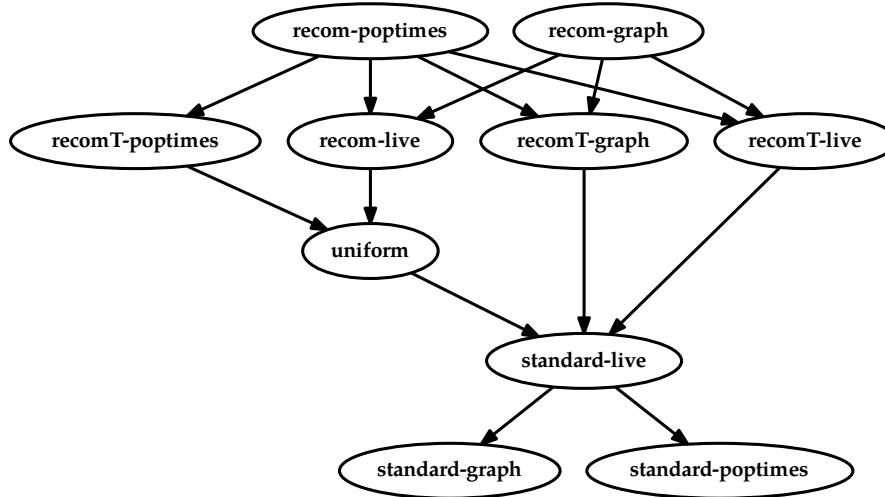 recom-poptimes
recom-graph
recomT-poptimes
recom-live
recomT-graph
recomT-live
uniform
standard-live
standard-graph
standard-poptimes